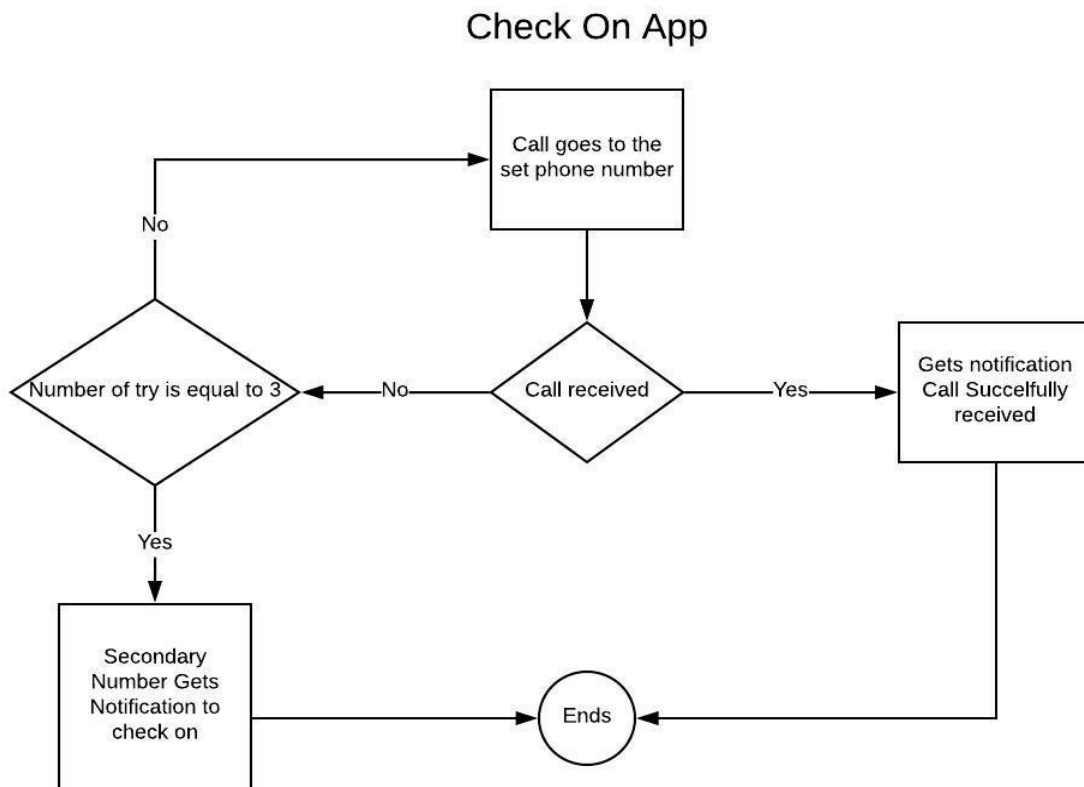 Check On App
Call goes to the
set phone number
No
Number of try is equal to 3
No
Call received
Yes
Gets notification
Call Succelfully
received
Yes
Secondary
Number Gets
Notification to
check on
Ends